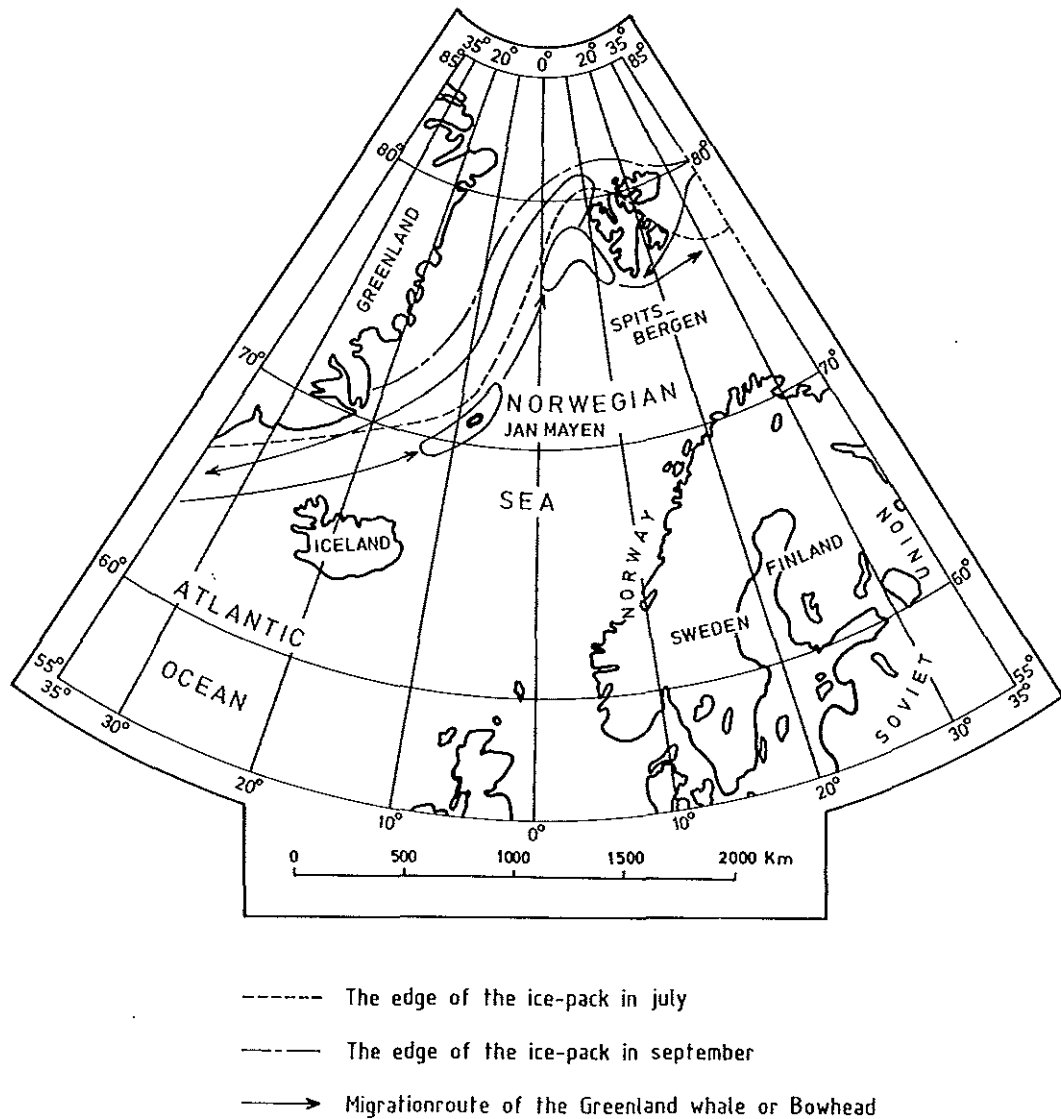 35° 20° 0° 20° 35°
85° 85°
80° 80°
GREENLAND
SPITS-
BERGEN
70° 70°
NORWEGIAN
JAN MAYEN
SEA
ICELAND
NORWAY
FINLAND
UNION
60° 60°
ATLANTIC
SWEDEN
OCEAN
SOVIET
55° 55°
35° 35°
30° 30°
20° 20°
10° 0° 10°
0 500 1000 1500 2000 Km
The edge of the ice-pack in july
The edge of the ice-pack in september
Migrationroute of the Greenland whale or Bowhead